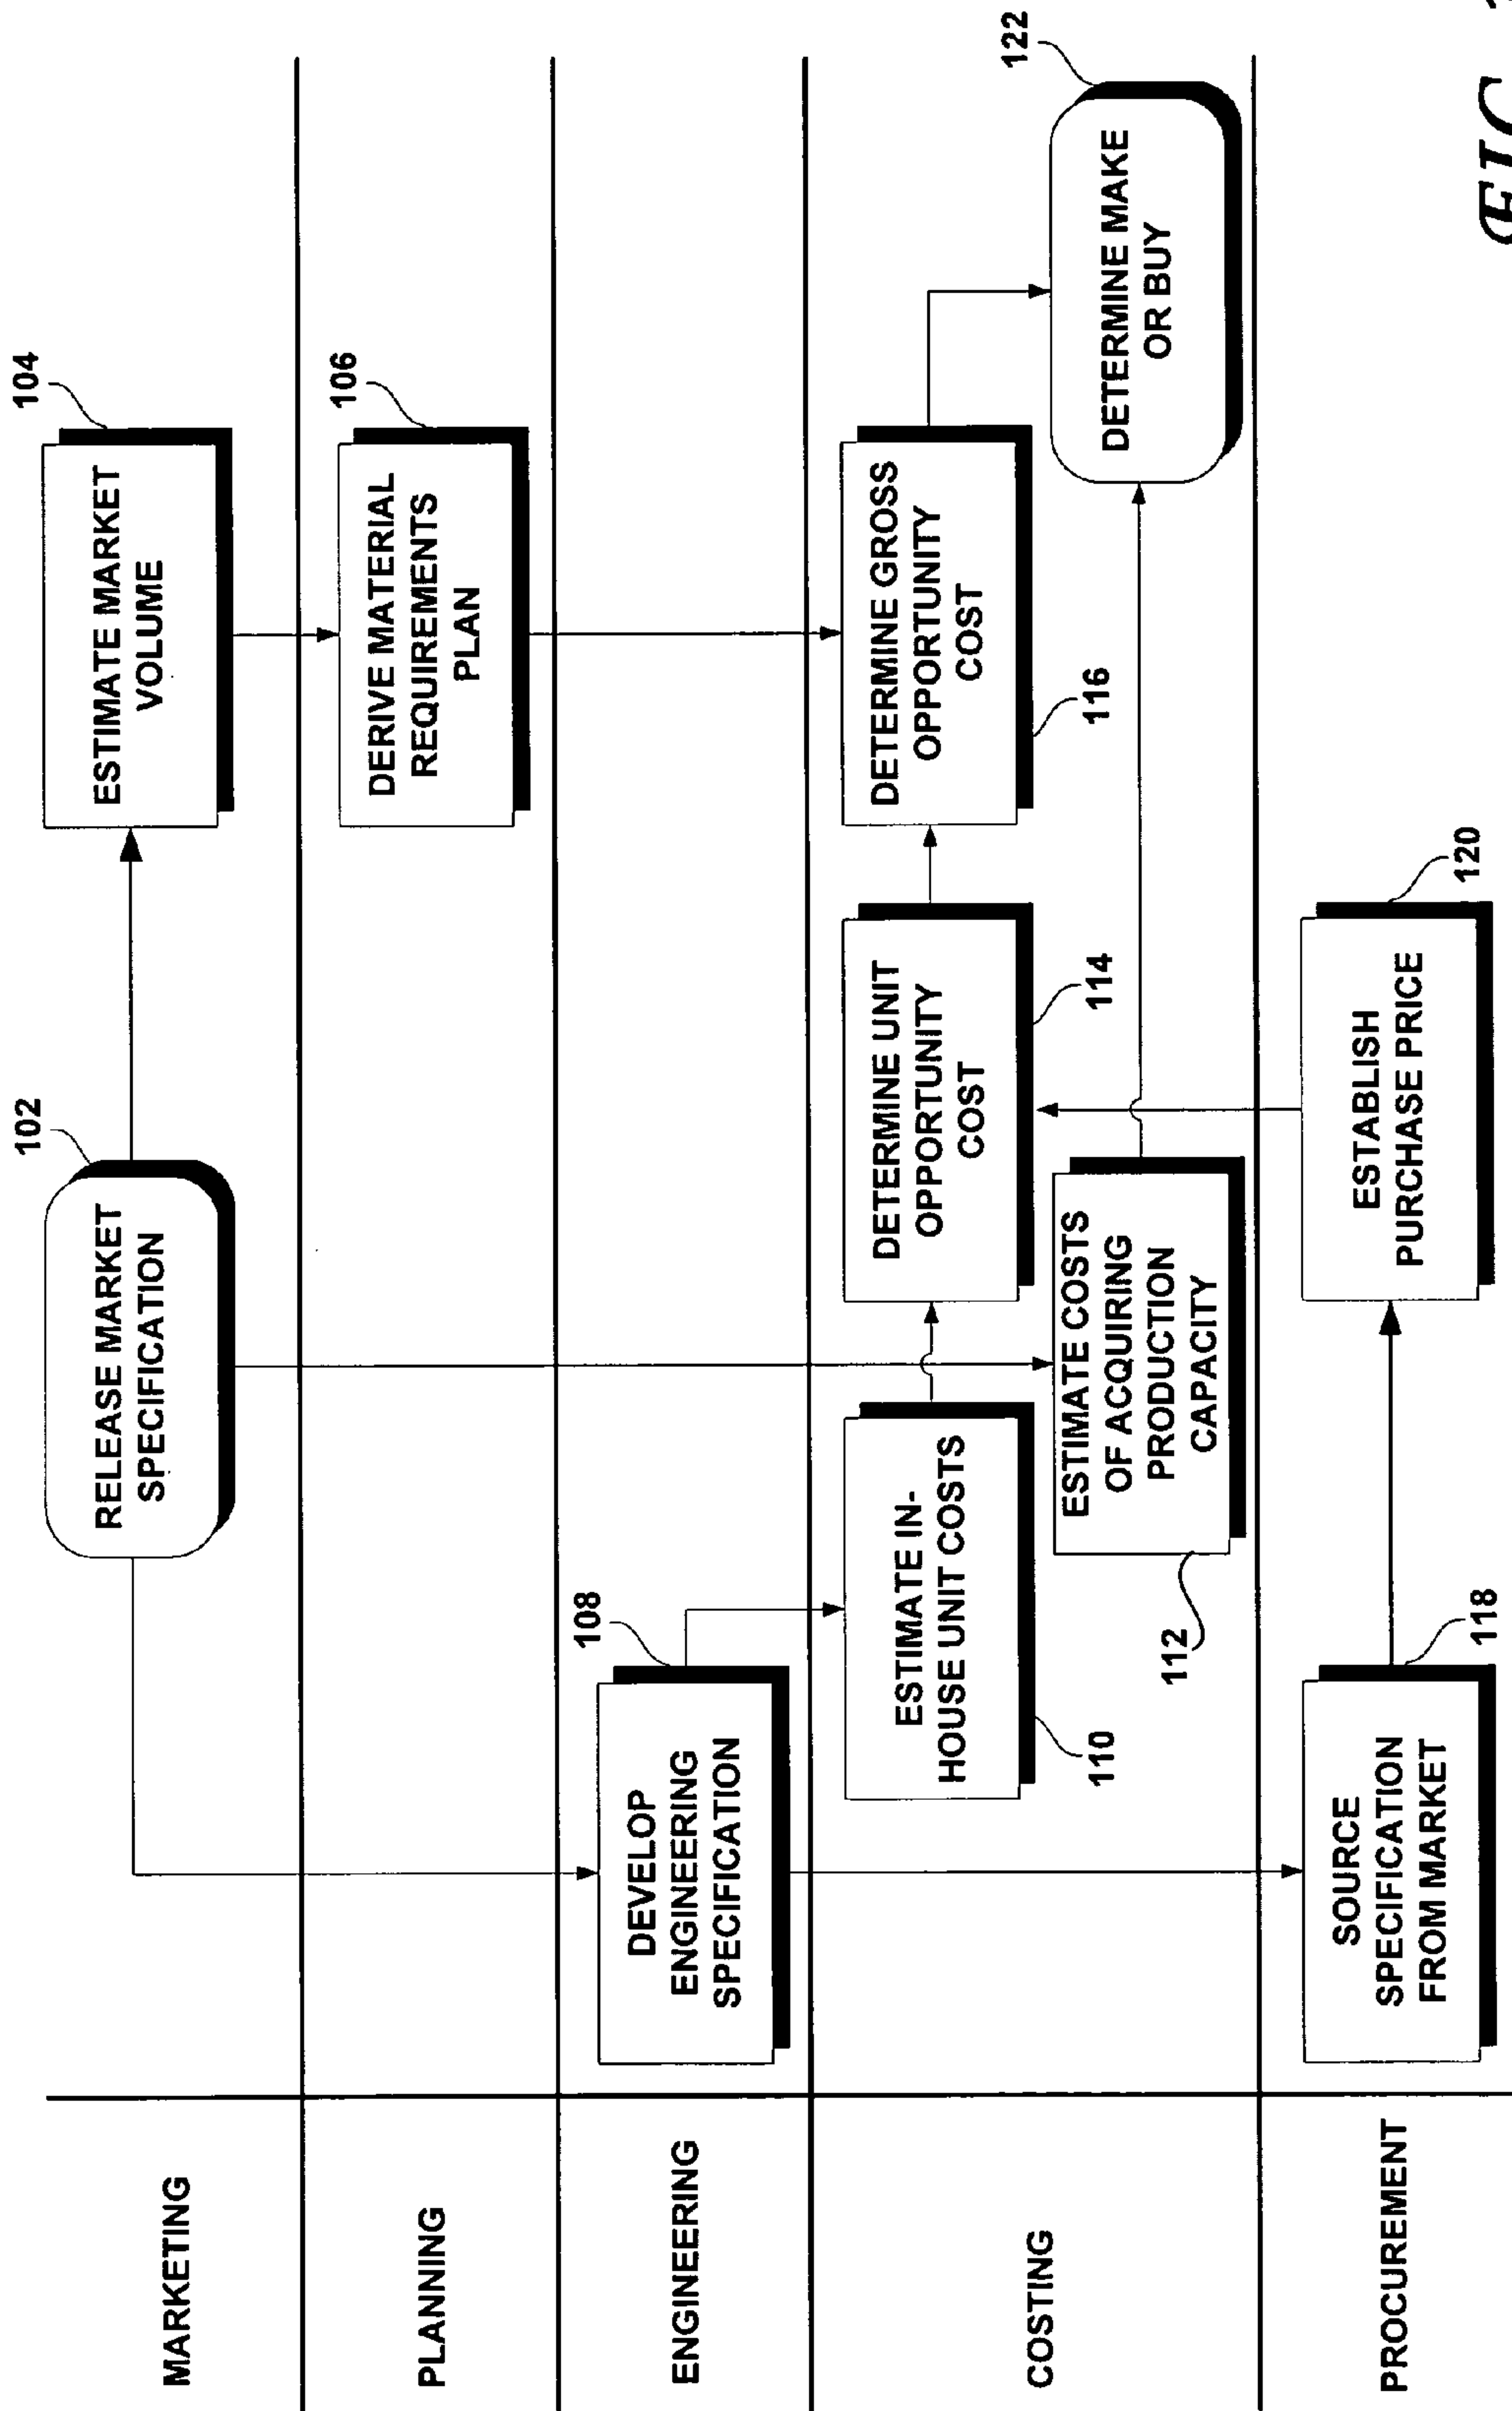 MARKETING
102
RELEASE MARKET
SPECIFICATION
104
ESTIMATE MARKET
VOLUME
PLANNING
106
DERIVE MATERIAL
REQUIREMENTS
PLAN
ENGINEERING
DEVELOP
ENGINEERING
SPECIFICATION
108
COSTING
ESTIMATE IN-
HOUSE UNIT COSTS
110
DETERMINE UNIT
OPPORTUNITY
COST
114
DETERMINE GROSS
OPPORTUNITY
COST
116
112
ESTIMATE COSTS
OF ACQUIRING
PRODUCTION
CAPACITY
122
DETERMINE MAKE
OR BUY
PROCUREMENT
SOURCE
SPECIFICATION
FROM MARKET
118
ESTABLISH
PURCHASE PRICE
120